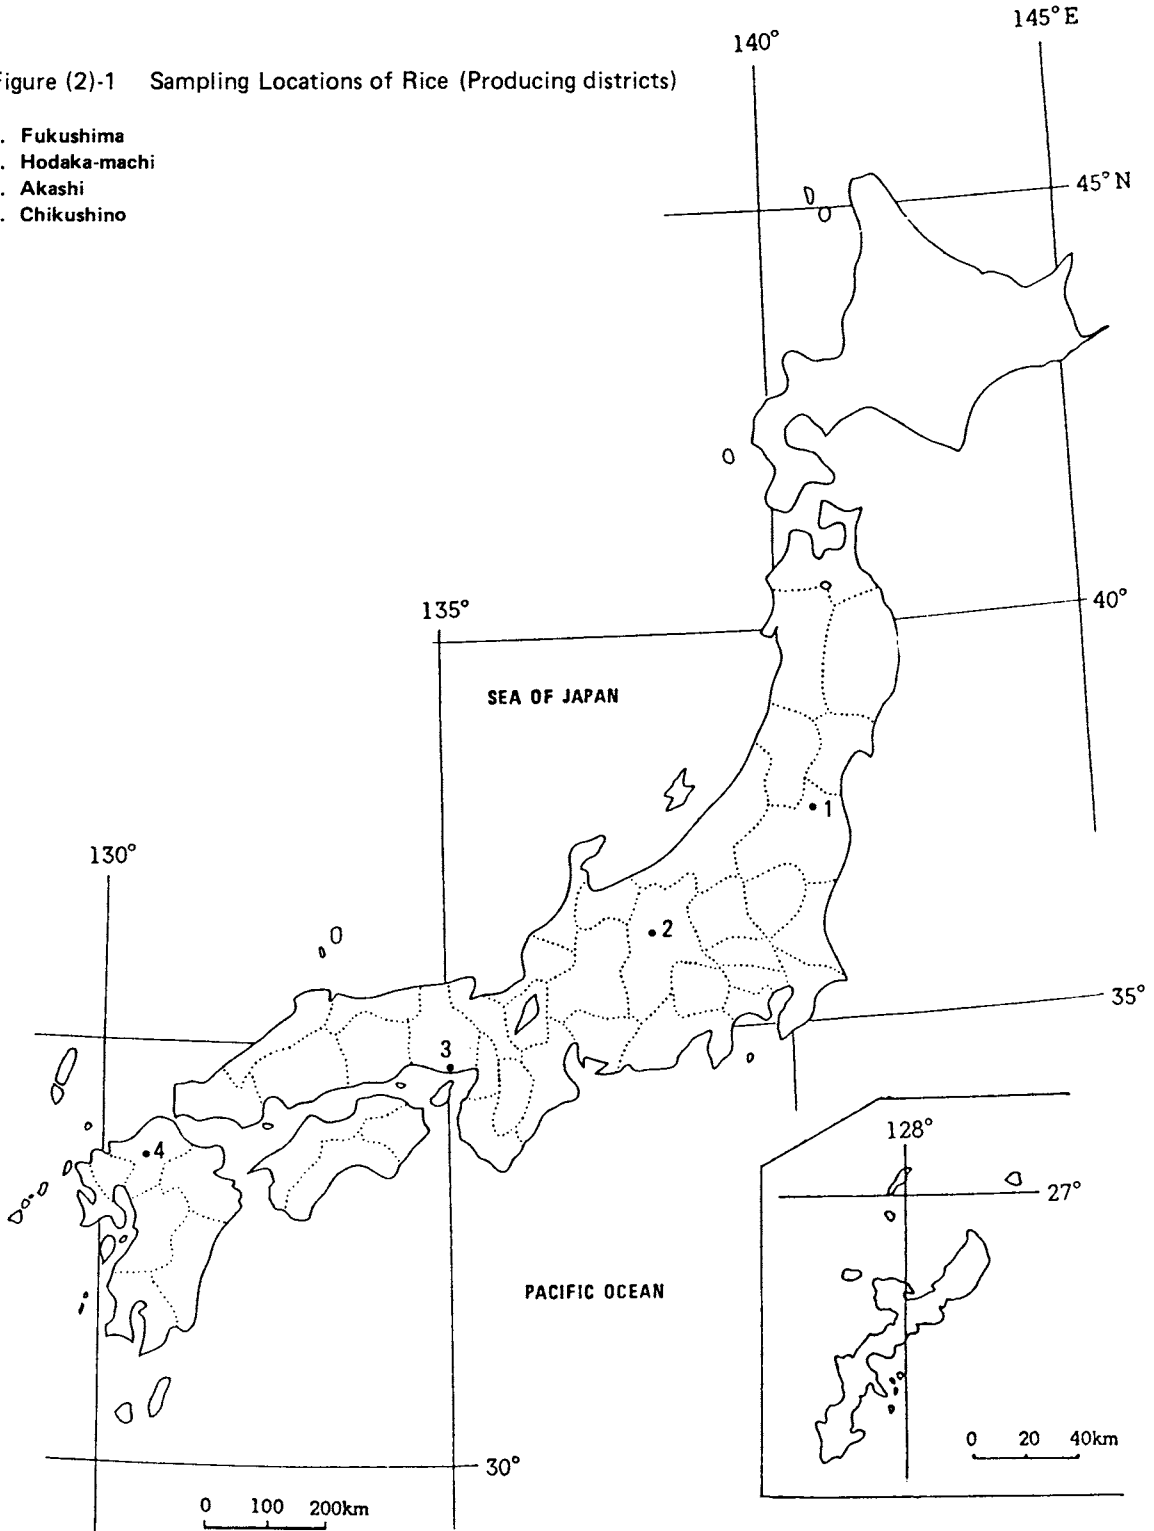 igure (2)-1 Sampling Locations of Rice (Producing districts)
. Fukushima
. Hodaka-machi
. Akashi
. Chikushino
140°
145° E
45° N
135°
40°
SEA OF JAPAN
1
130°
2
35°
3
4
128°
27°
PACIFIC OCEAN
0 20 40km
30°
0 100 200km